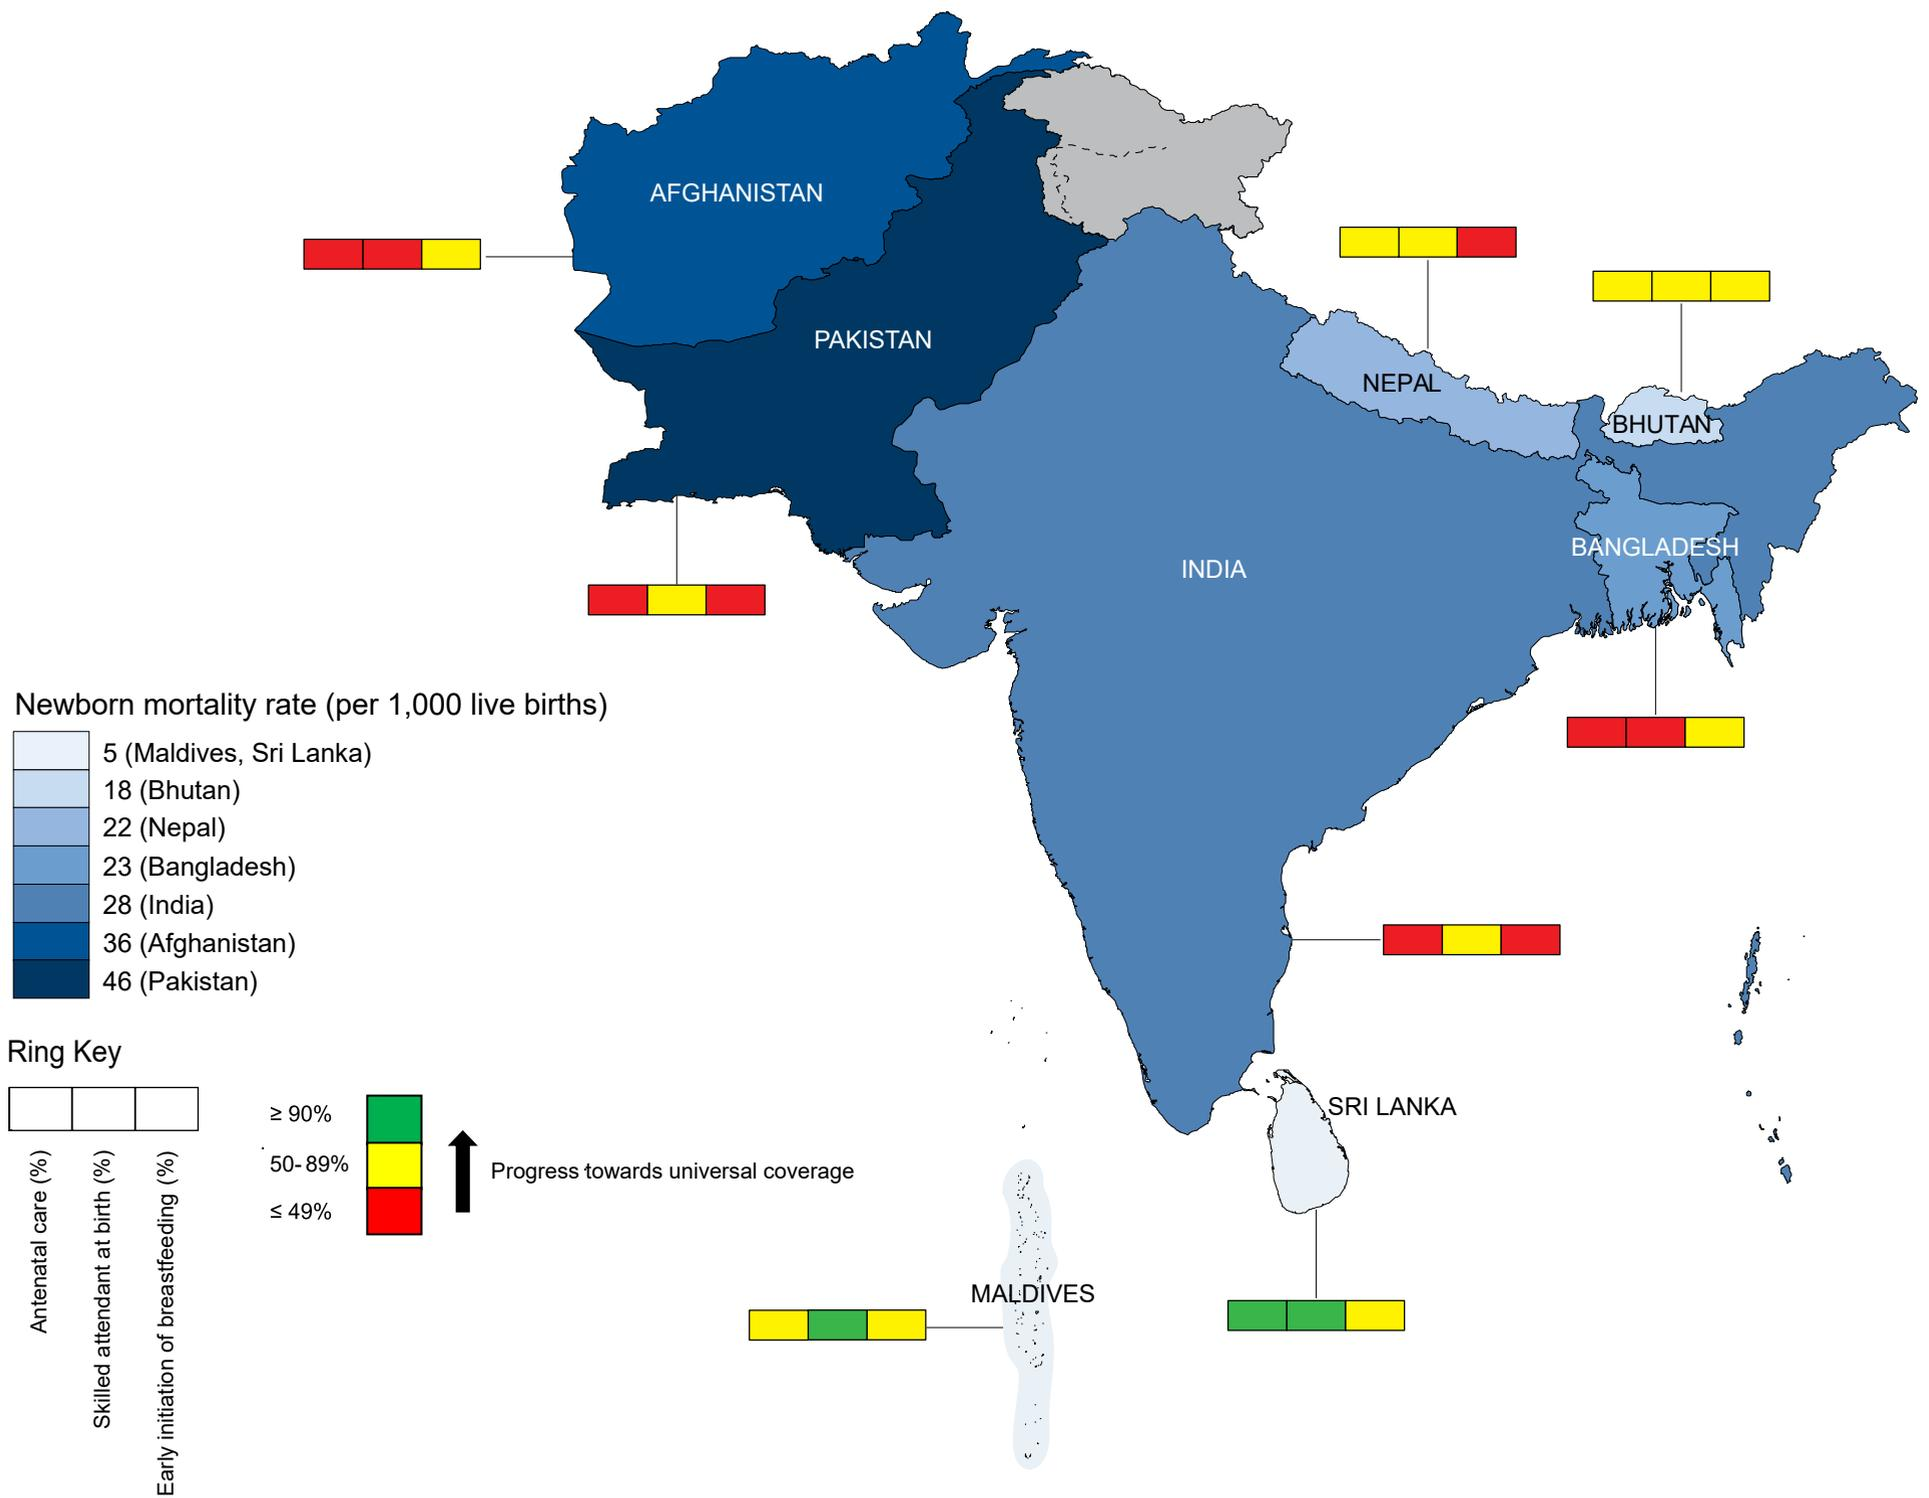 AFGHANISTAN
PAKISTAN
NEPAL
BHUTAN
BANGLADESH
INDIA
Newborn mortality rate (per 1,000 live births)
5 (Maldives, Sri Lanka)
18 (Bhutan)
22 (Nepal)
23 (Bangladesh)
28 (India)
36 (Afghanistan)
46 (Pakistan)
Ring Key
Antenatal care (%)
Skilled attendant at birth (%)
Early initiation of breastfeeding (%)
≥ 90%
50-89%
≤ 49%
Progress towards universal coverage
SRI LANKA
MALDIVES